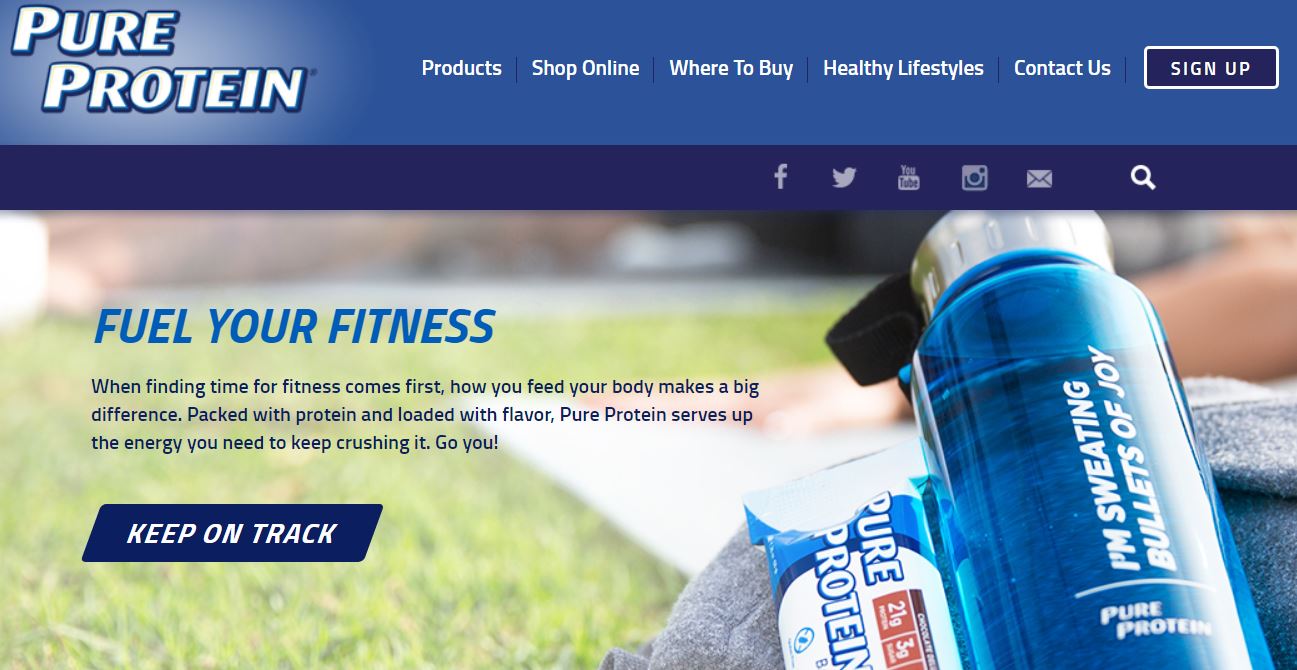 PURE
PROTEIN
Products
Shop Online
Where To Buy
Healthy Lifestyles
Contact Us
SIGN UP
You
Tube
FUEL YOUR FITNESS
When finding time for fitness comes first, how you feed your body makes a big
difference. Packed with protein and loaded with flavor, Pure Protein serves up
the energy you need to keep crushing it. Go you!
KEEP ON TRACK
I'M SWEATING
BULLETS OF JOY
PURE
PROTEIN
PURE
PROTEIN
21g
PROTEIN
3g
SUGAR
CHOCOLATE